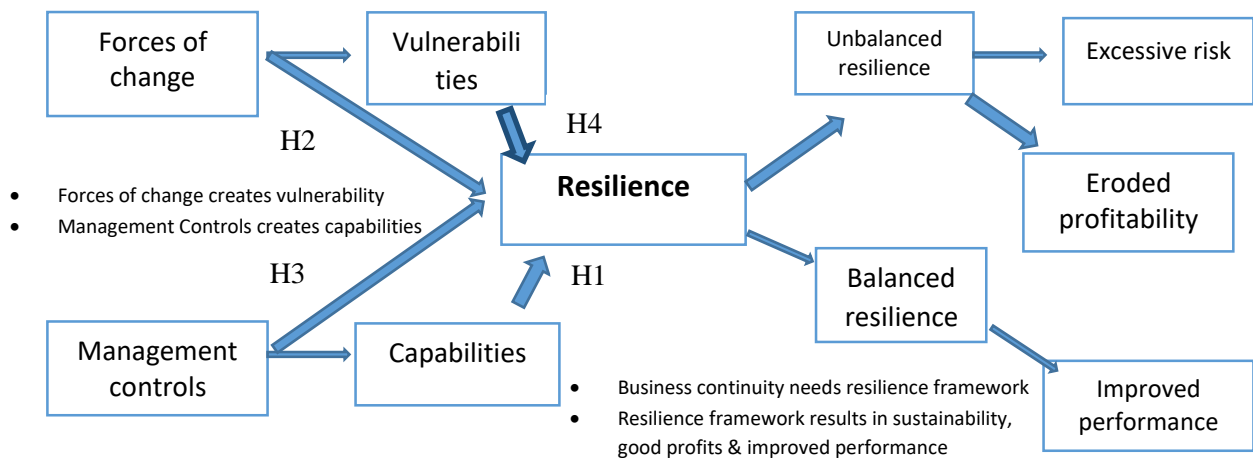 Forces of
change
Vulnerabili
ties
Unbalanced
resilience
Excessive risk
H2
H4
Resilience
Eroded
profitability
• Forces of change creates vulnerability
• Management Controls creates capabilities
H3
H1
Balanced
resilience
Management
controls
Capabilities
• Business continuity needs resilience framework
• Resilience framework results in sustainability,
good profits & improved performance
Improved
performance